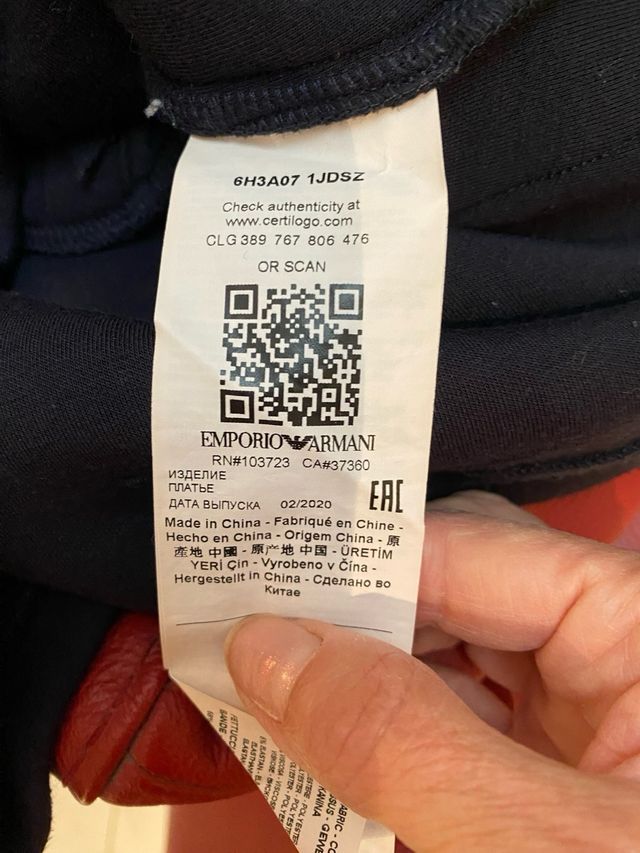 6H3A07 1JDSZ
Check authenticity at
www.certilogo.com
CLG 389 767 806 476
OR SCAN
EMPORIO ARMANI
RN#103723 CA#37360
ИЗДЕЛИЕ
ПЛАТЬЕ
ДАТА ВЫПУСКА 02/2020
EAC
Made in China - Fabriqué en Chine -
Hecho en China - Origem China - 原
產地 中國 - 原产地 中国 - ÜRETİM
YERİ Çin - Vyrobeno v Čína -
Hergestellt in China - Сделано во
Китае